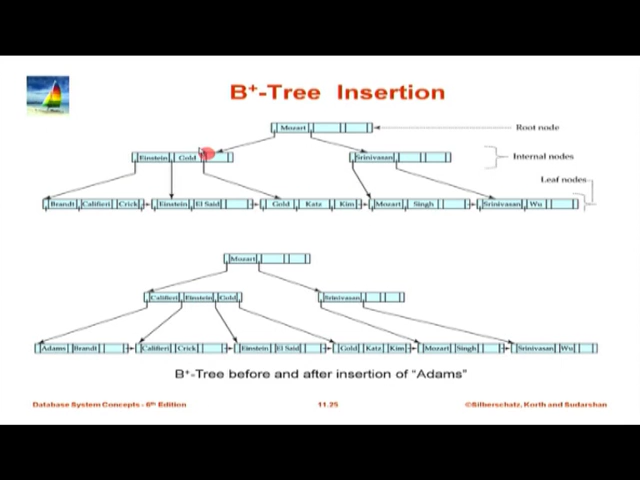 B+-Tree Insertion
Mozart
Root node
Einstein Gold
Srinivasan
Internal nodes
Leaf nodes
Brandt Califieri Crick Einstein El Said Gold Katz Kim Mozart Singh Srinivasan Wu
Mozart
Califieri Einstein Gold
Srinivasan
Adams Brandt Califieri Crick Einstein El Said Gold Katz Kim Mozart Singh Srinivasan Wu
B+-Tree before and after insertion of “Adams”
Database System Concepts - 6th Edition
11.25
©Silberschatz, Korth and Sudarshan